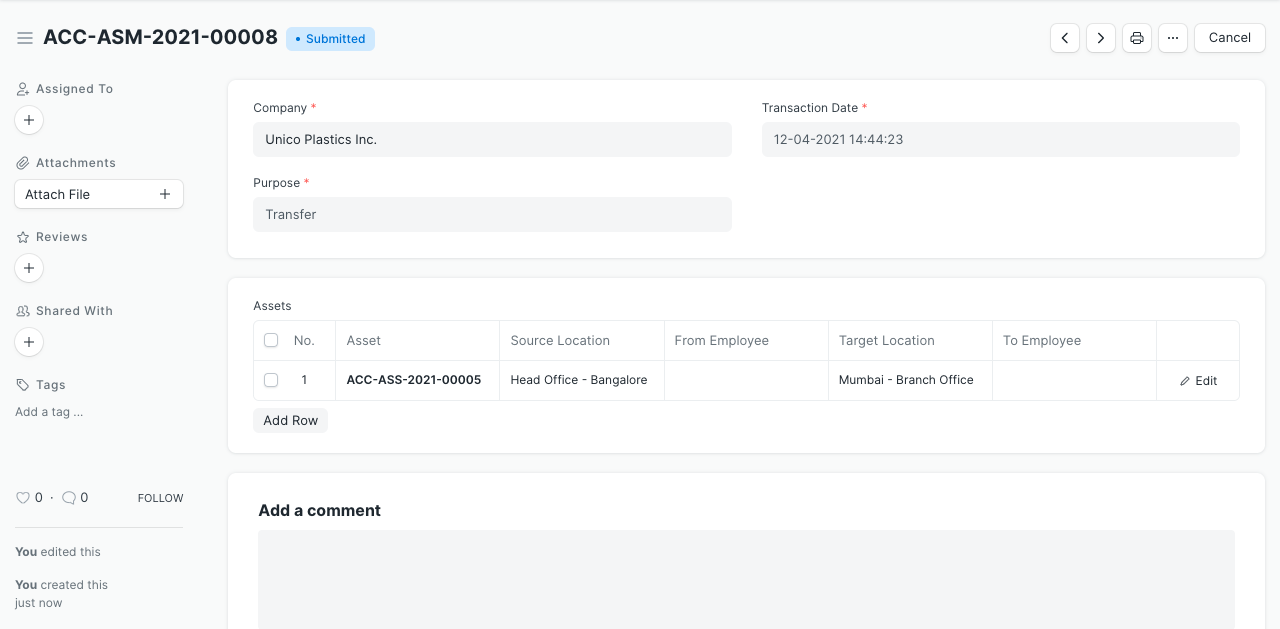 ACC-ASM-2021-00008
• Submitted
Cancel
Assigned To
Attachments
Attach File
Reviews
Shared With
Tags
Add a tag ...
0 · 0 FOLLOW
You edited this
You created this
just now
Company *
Unico Plastics Inc.
Transaction Date *
12-04-2021 14:44:23
Purpose *
Transfer
Assets
No. Asset Source Location From Employee Target Location To Employee
1 ACC-ASS-2021-00005 Head Office - Bangalore Mumbai - Branch Office Edit
Add Row
Add a comment